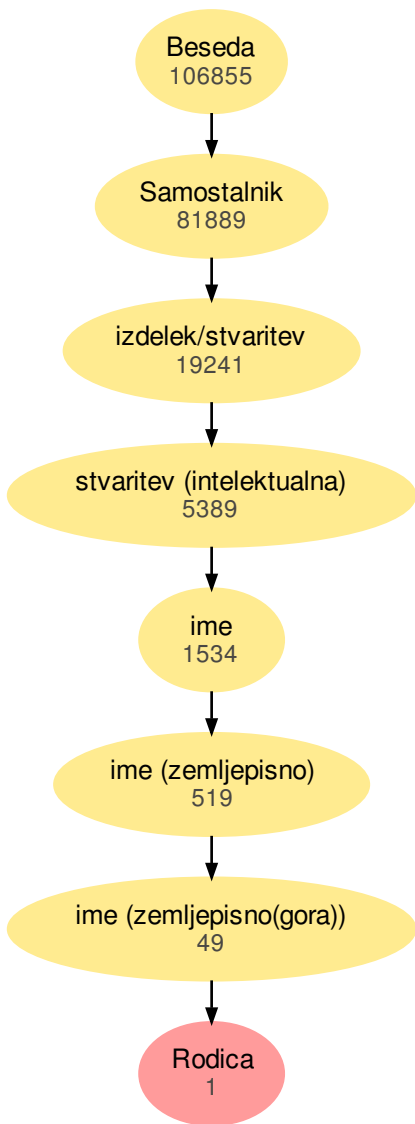 Beseda
106855
Samostalnik
81889
izdelek/stvaritev
19241
stvaritev (intelektualna)
5389
ime
1534
ime (zemljepisno)
519
ime (zemljepisno(gora))
49
Rodica
1